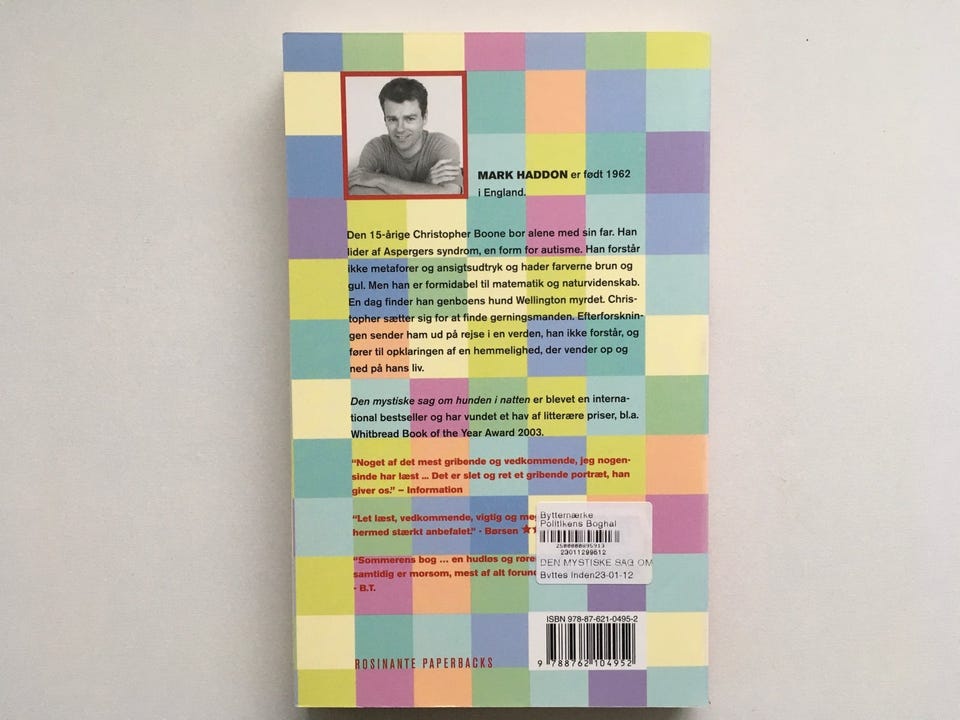 MARK HADDON er født 1962
i England.
Den 15-årige Christopher Boone bor alene med sin far. Han
lider af Aspergers syndrom, en form for autisme. Han forstår
ikke metaforer og ansigtsudtryk og hader farverne brun og
gul. Men han er formidabel til matematik og naturvidenskab.
En dag finder han genboens hund Wellington myrdet. Chris-
topher sætter sig for at finde gerningsmanden. Efterforsknin-
gen sender ham ud på rejse i en verden, han ikke forstår, og
fører til opklaringen af en hemmelighed, der vender op og
ned på hans liv.
Den mystiske sag om hunden i natten er blevet en interna-
tional bestseller og har vundet et hav af litterære priser, bl.a.
Whitbread Book of the Year Award 2003.
“Noget af det mest gribende og vedkommende, jeg nogen-
sinde har læst ... Det er slet og ret et gribende portræt, han
giver os.” – Information
“Let læst, vedkommende, vigtig og
hermed stærkt anbefalet.” - Børsen ★
“Sommerens bog ... en hudløs og
samtidig er morsom, mest af alt
- B.T.
Byttemærke
Politikens Boghal
23011299612
DEN MYSTISKE SAG OM
Byttes inden23-01-12
ISBN 978-87-621-0495-2
9 788762 104952
ROSINANTE PAPERBACKS